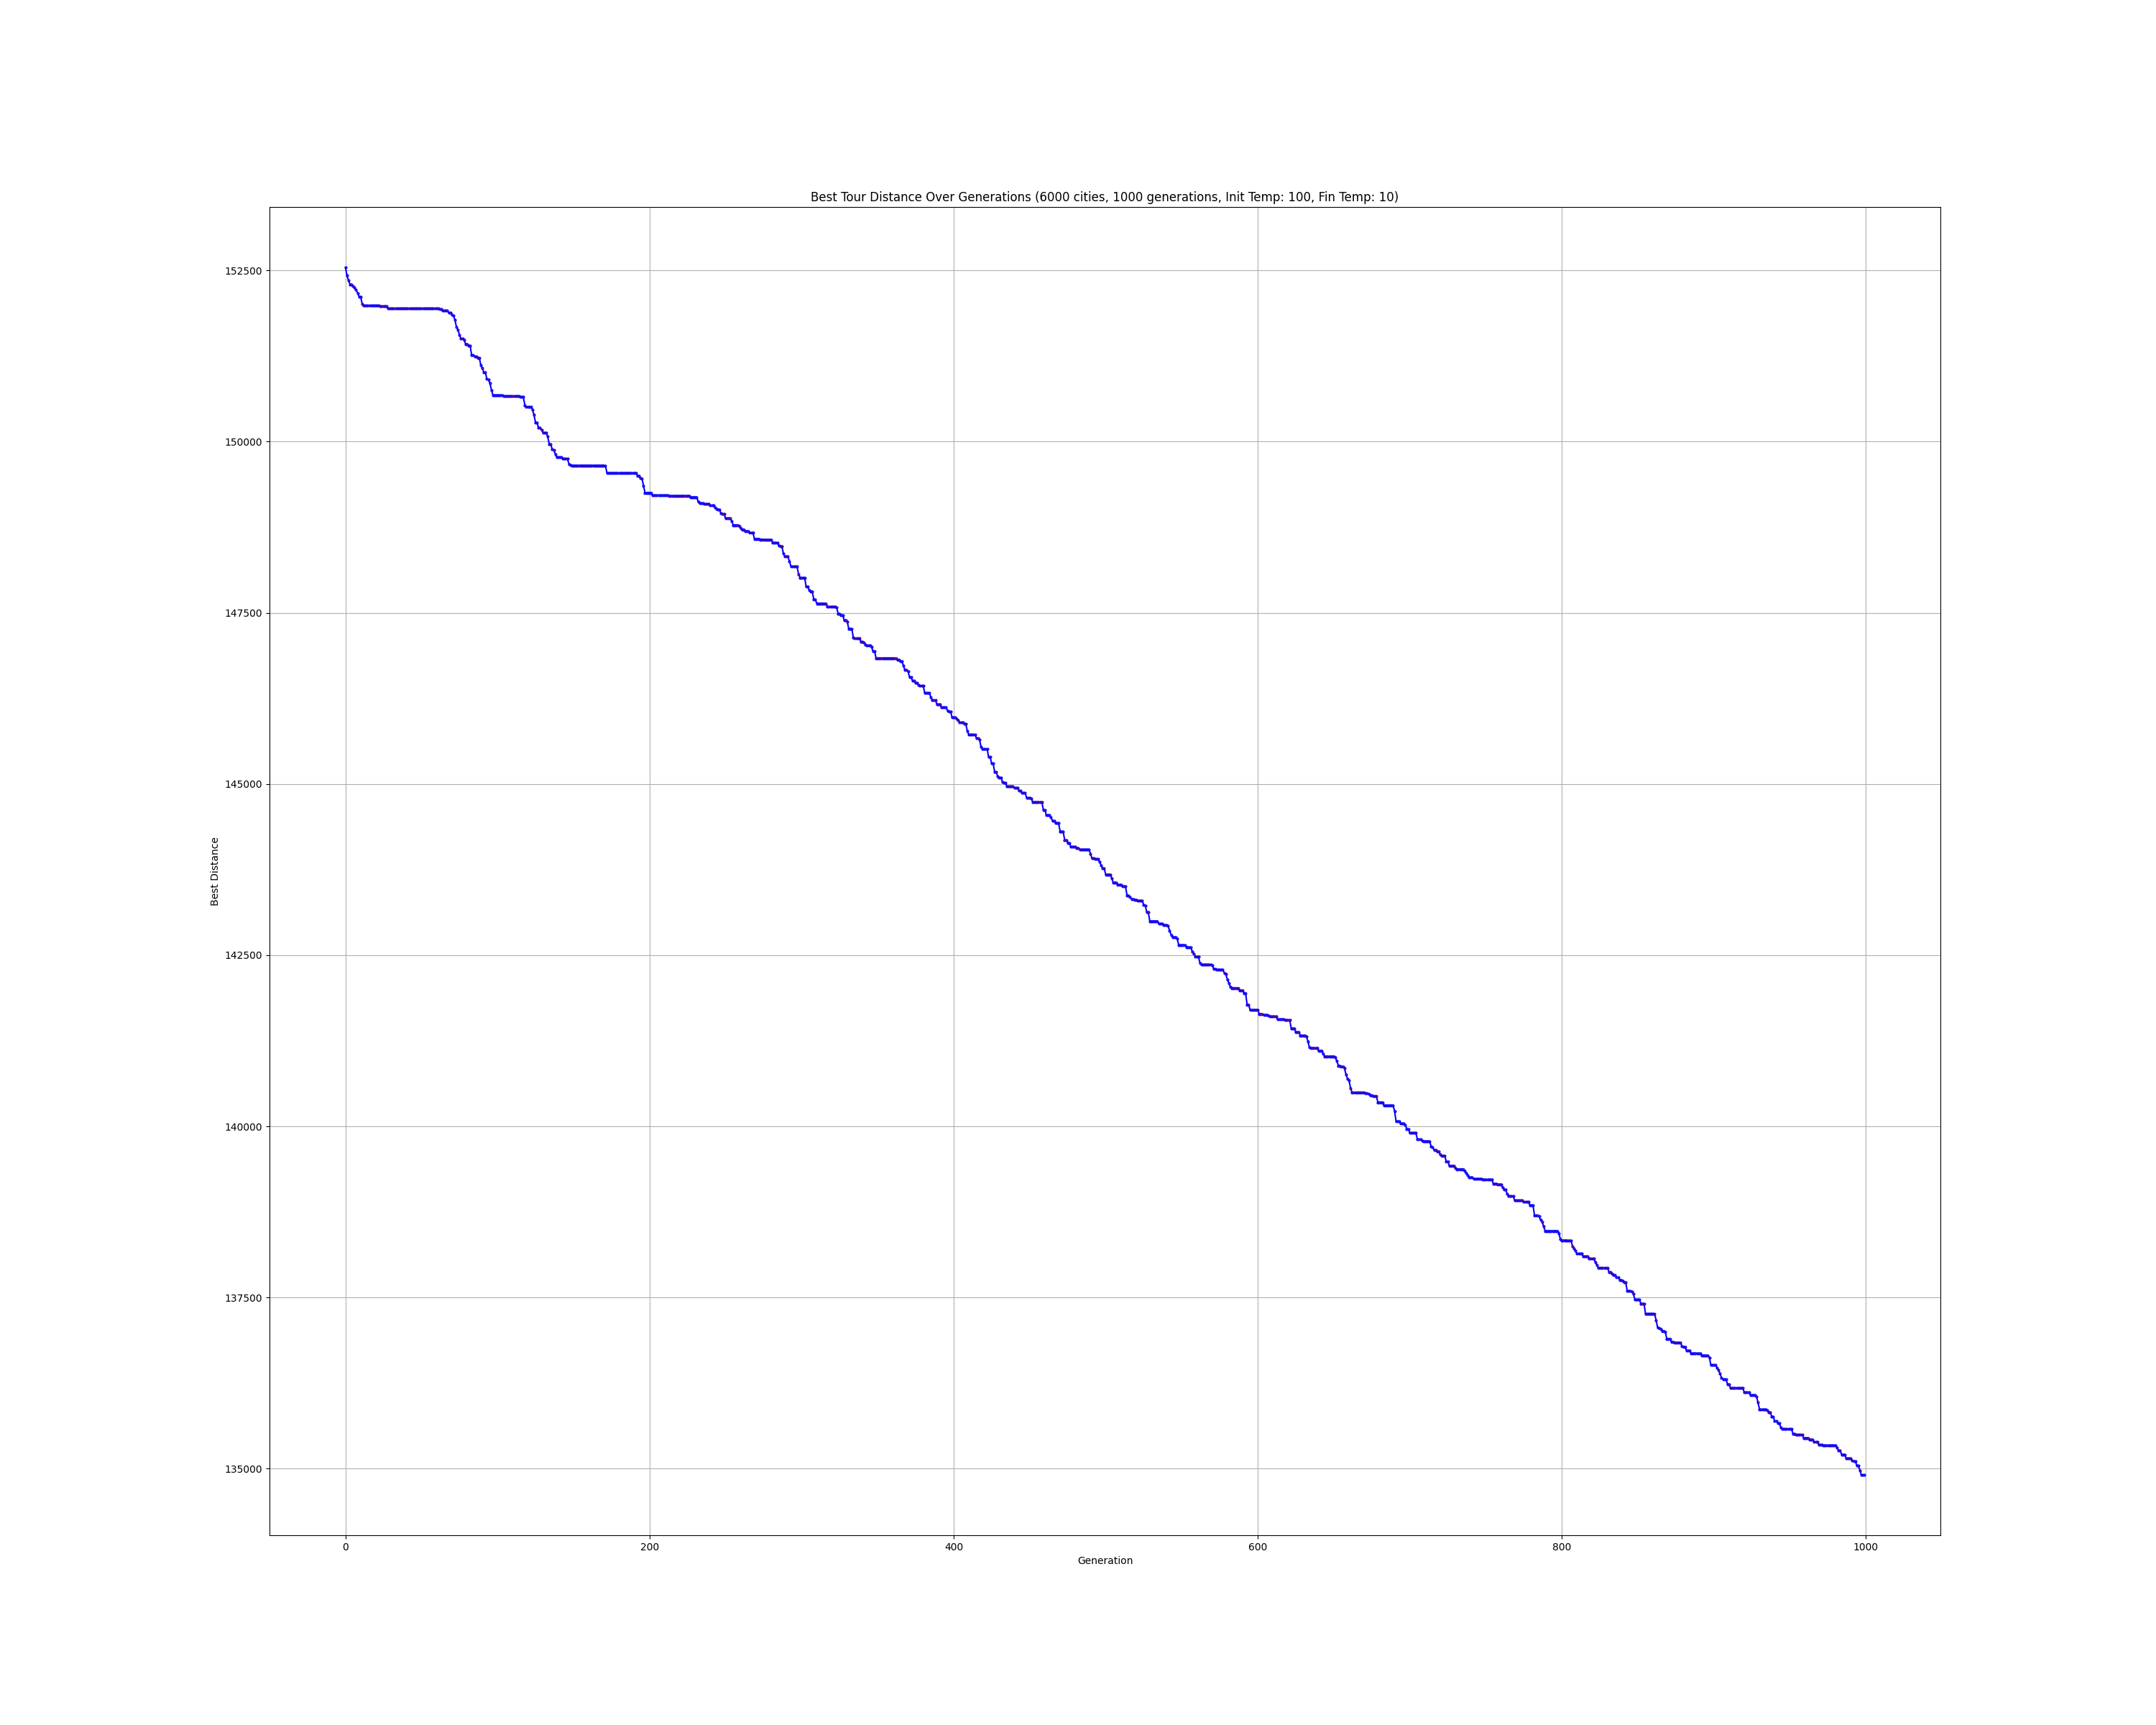 Best Tour Distance Over Generations (6000 cities, 1000 generations, Init Temp: 100, Fin Temp: 10)
152500
150000
147500
145000
142500
140000
137500
135000
Best Distance
0 200 400 600 800 1000
Generation